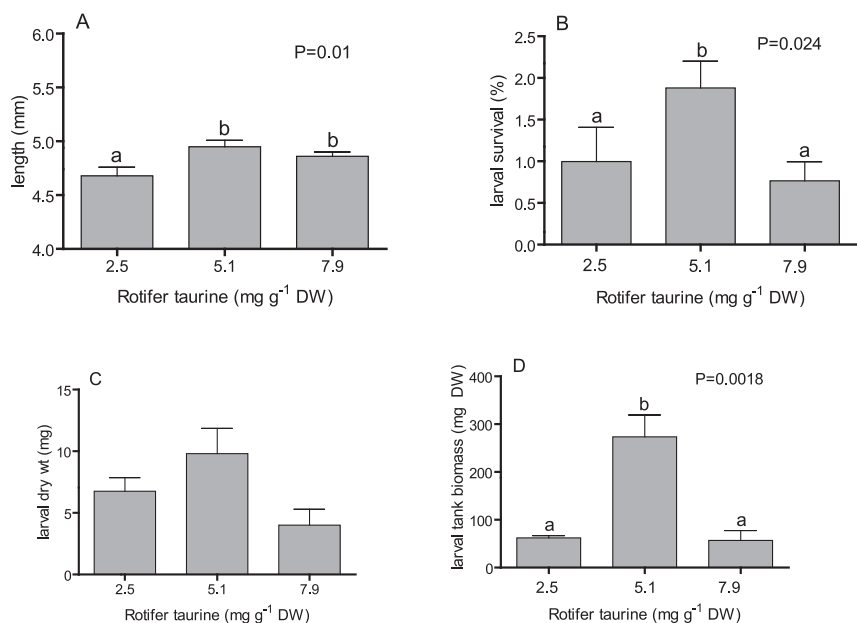 A
P=0.01
length (mm)
6.0
5.5
5.0
4.5
4.0
a
b
b
2.5 5.1 7.9
Rotifer taurine (mg g⁻¹ DW)
B
P=0.024
larval survival (%)
2.5
2.0
1.5
1.0
0.5
0.0
a
b
a
2.5 5.1 7.9
Rotifer taurine (mg g⁻¹ DW)
C
larval dry wt (mg)
15
10
5
0
2.5 5.1 7.9
Rotifer taurine (mg g⁻¹ DW)
D
P=0.0018
larval tank biomass (mg DW)
400
300
200
100
0
a
b
a
2.5 5.1 7.9
Rotifer taurine (mg g⁻¹ DW)